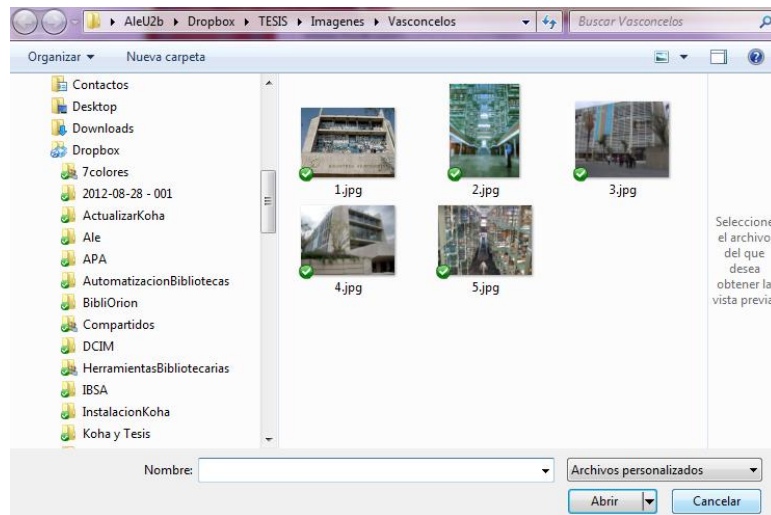 AleU2b Dropbox TESIS Imagenes Vasconcelos
Buscar Vasconcelos
Organizar Nueva carpeta
Contactos
Desktop
Downloads
Dropbox
7colores
2012-08-28 - 001
ActualizarKoha
Ale
APA
AutomatizacionBibliotecas
BibliOrion
Compartidos
DCIM
HerramientasBibliotecarias
IBSA
InstalacionKoha
Koha y Tesis
1.jpg 2.jpg 3.jpg
4.jpg 5.jpg
Seleccione
el archivo
del que
desea
obtener la
vista previa
Nombre:
Archivos personalizados
Abrir Cancelar